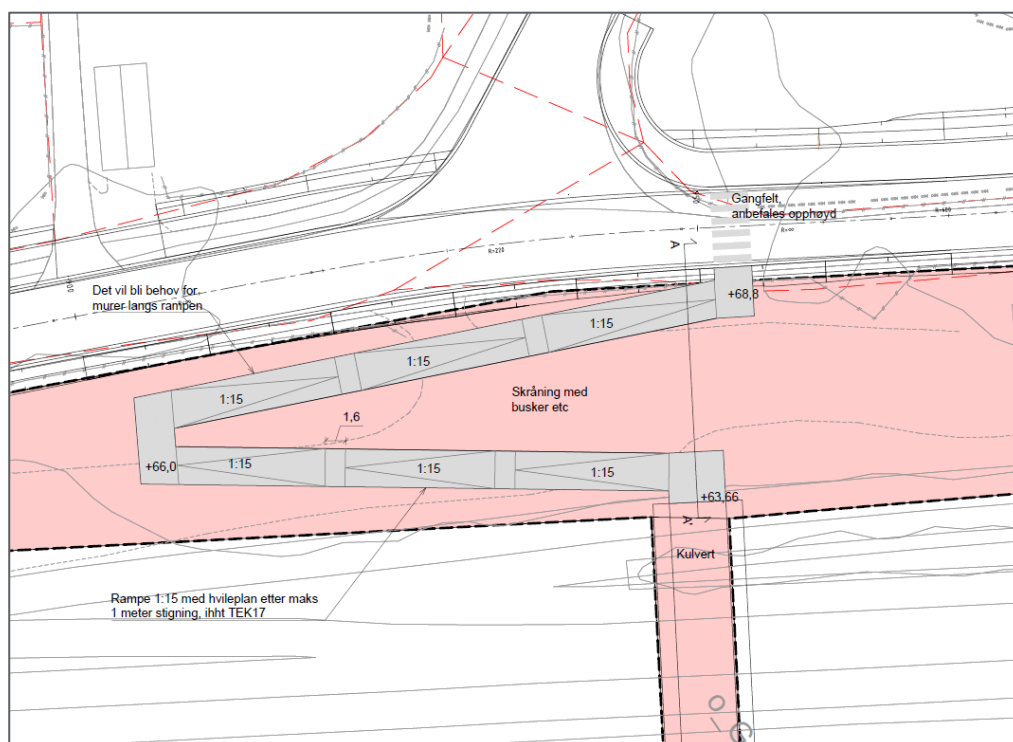 Gangfelt,
anbefales opphøyd
R=∞
R=400
R=220
A
Det vil bli behov for
murer langs rampen
+68,8
1:15
1:15
1:15
Skråning med
busker etc
1,6
+66,0
1:15
1:15
1:15
+63,66
A'
Kulvert
Rampe 1:15 med hvileplan etter maks
1 meter stigning, ihht TEK17